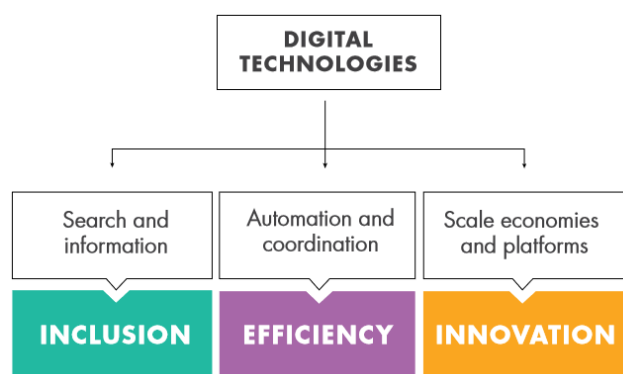 DIGITAL
TECHNOLOGIES
Search and
information
Automation and
coordination
Scale economies
and platforms
INCLUSION
EFFICIENCY
INNOVATION